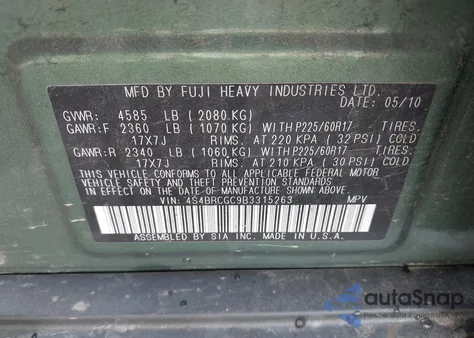 MFD BY FUJI HEAVY INDUSTRIES LTD.
DATE: 05/10
GVWR: 4585 LB (2080 KG)
GAWR:F 2360 LB (1070 KG) WITH P225/60R17 TIRES.
17X7J RIMS. AT 220 KPA (32 PSI) COLD
GAWR:R 2340 LB (1060 KG) WITH P225/60R17 TIRES.
17X7J RIMS. AT 210 KPA (30 PSI) COLD
THIS VEHICLE CONFORMS TO ALL APPLICABLE FEDERAL MOTOR
VEHICLE SAFETY AND THEFT PREVENTION STANDARDS
IN EFFECT ON THE DATE OF MANUFACTURE SHOWN ABOVE.
VIN: 4S4BRCGC9B3315263 MPV
ASSEMBLED BY SIA INC. MADE IN U.S.A.
autoSnap